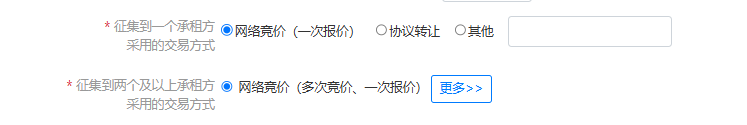 * 征集到一个承租方
采用的交易方式
网络竞价（一次报价） 协议转让 其他
* 征集到两个及以上承租方
采用的交易方式
网络竞价（多次竞价、一次报价） 更多>>